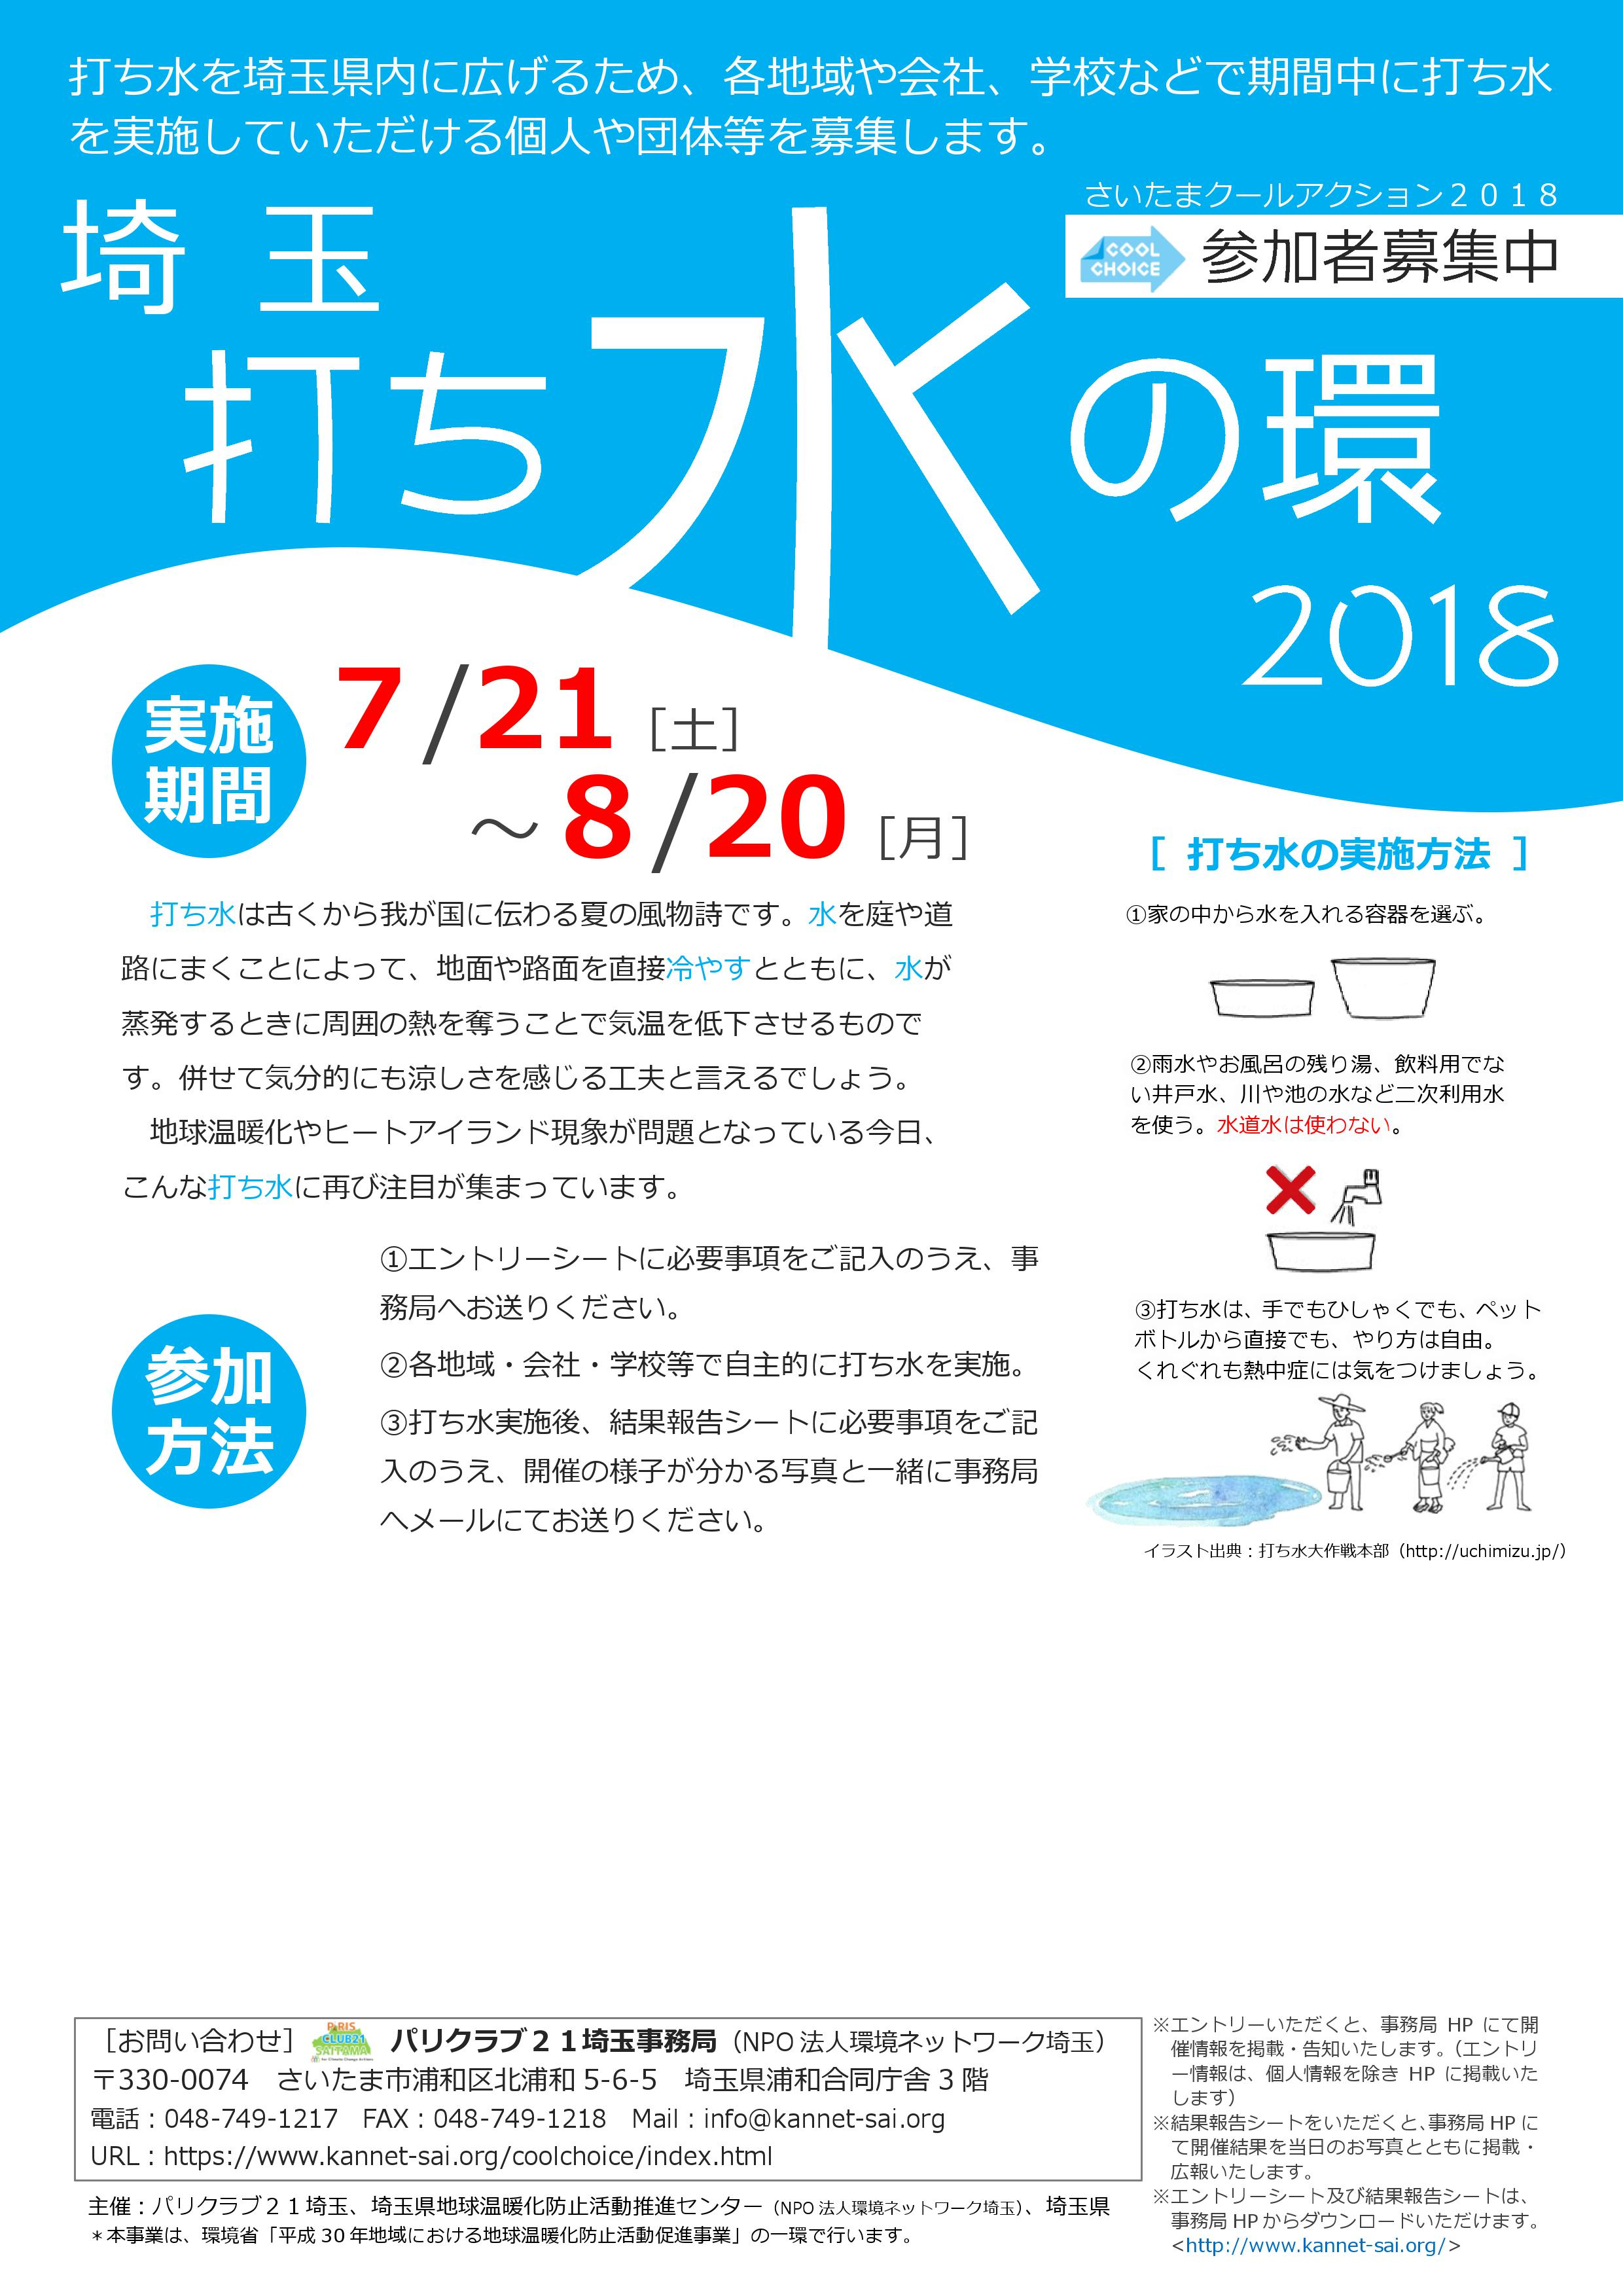 打ち水を埼玉県内に広げるため、各地域や会社、学校などで期間中に打ち水
を実施していただける個人や団体等を募集します。
さいたまクールアクション２０１８
COOL
CHOICE
参加者募集中
埼玉
打ち水の環
2018
実施
期間
7/21［土］
～8/20［月］
打ち水は古くから我が国に伝わる夏の風物詩です。水を庭や道
路にまくことによって、地面や路面を直接冷やすとともに、水が
蒸発するときに周囲の熱を奪うことで気温を低下させるもので
す。併せて気分的にも涼しさを感じる工夫と言えるでしょう。
地球温暖化やヒートアイランド現象が問題となっている今日、
こんな打ち水に再び注目が集まっています。
参加
方法
①エントリーシートに必要事項をご記入のうえ、事
務局へお送りください。
②各地域・会社・学校等で自主的に打ち水を実施。
③打ち水実施後、結果報告シートに必要事項をご記
入のうえ、開催の様子が分かる写真と一緒に事務局
へメールにてお送りください。
［ 打ち水の実施方法 ］
①家の中から水を入れる容器を選ぶ。
②雨水やお風呂の残り湯、飲料用でな
い井戸水、川や池の水など二次利用水
を使う。水道水は使わない。
③打ち水は、手でもひしゃくでも、ペット
ボトルから直接でも、やり方は自由。
くれぐれも熱中症には気をつけましょう。
イラスト出典：打ち水大作戦本部（http://uchimizu.jp/）
［お問い合わせ］ PARIS CLUB21 SAITAMA パリクラブ２１埼玉事務局（NPO 法人環境ネットワーク埼玉）
〒330-0074　さいたま市浦和区北浦和 5-6-5　埼玉県浦和合同庁舎 3 階
電話：048-749-1217　FAX：048-749-1218　Mail：info@kannet-sai.org
URL：https://www.kannet-sai.org/coolchoice/index.html
主催：パリクラブ２１埼玉、埼玉県地球温暖化防止活動推進センター（NPO 法人環境ネットワーク埼玉）、埼玉県
＊本事業は、環境省「平成 30 年地域における地球温暖化防止活動促進事業」の一環で行います。
※エントリーいただくと、事務局 HP にて開
催情報を掲載・告知いたします。（エントリ
ー情報は、個人情報を除き HP に掲載いた
します）
※結果報告シートをいただくと、事務局 HP に
て開催結果を当日のお写真とともに掲載・
広報いたします。
※エントリーシート及び結果報告シートは、
事務局 HP からダウンロードいただけます。
<http://www.kannet-sai.org/>